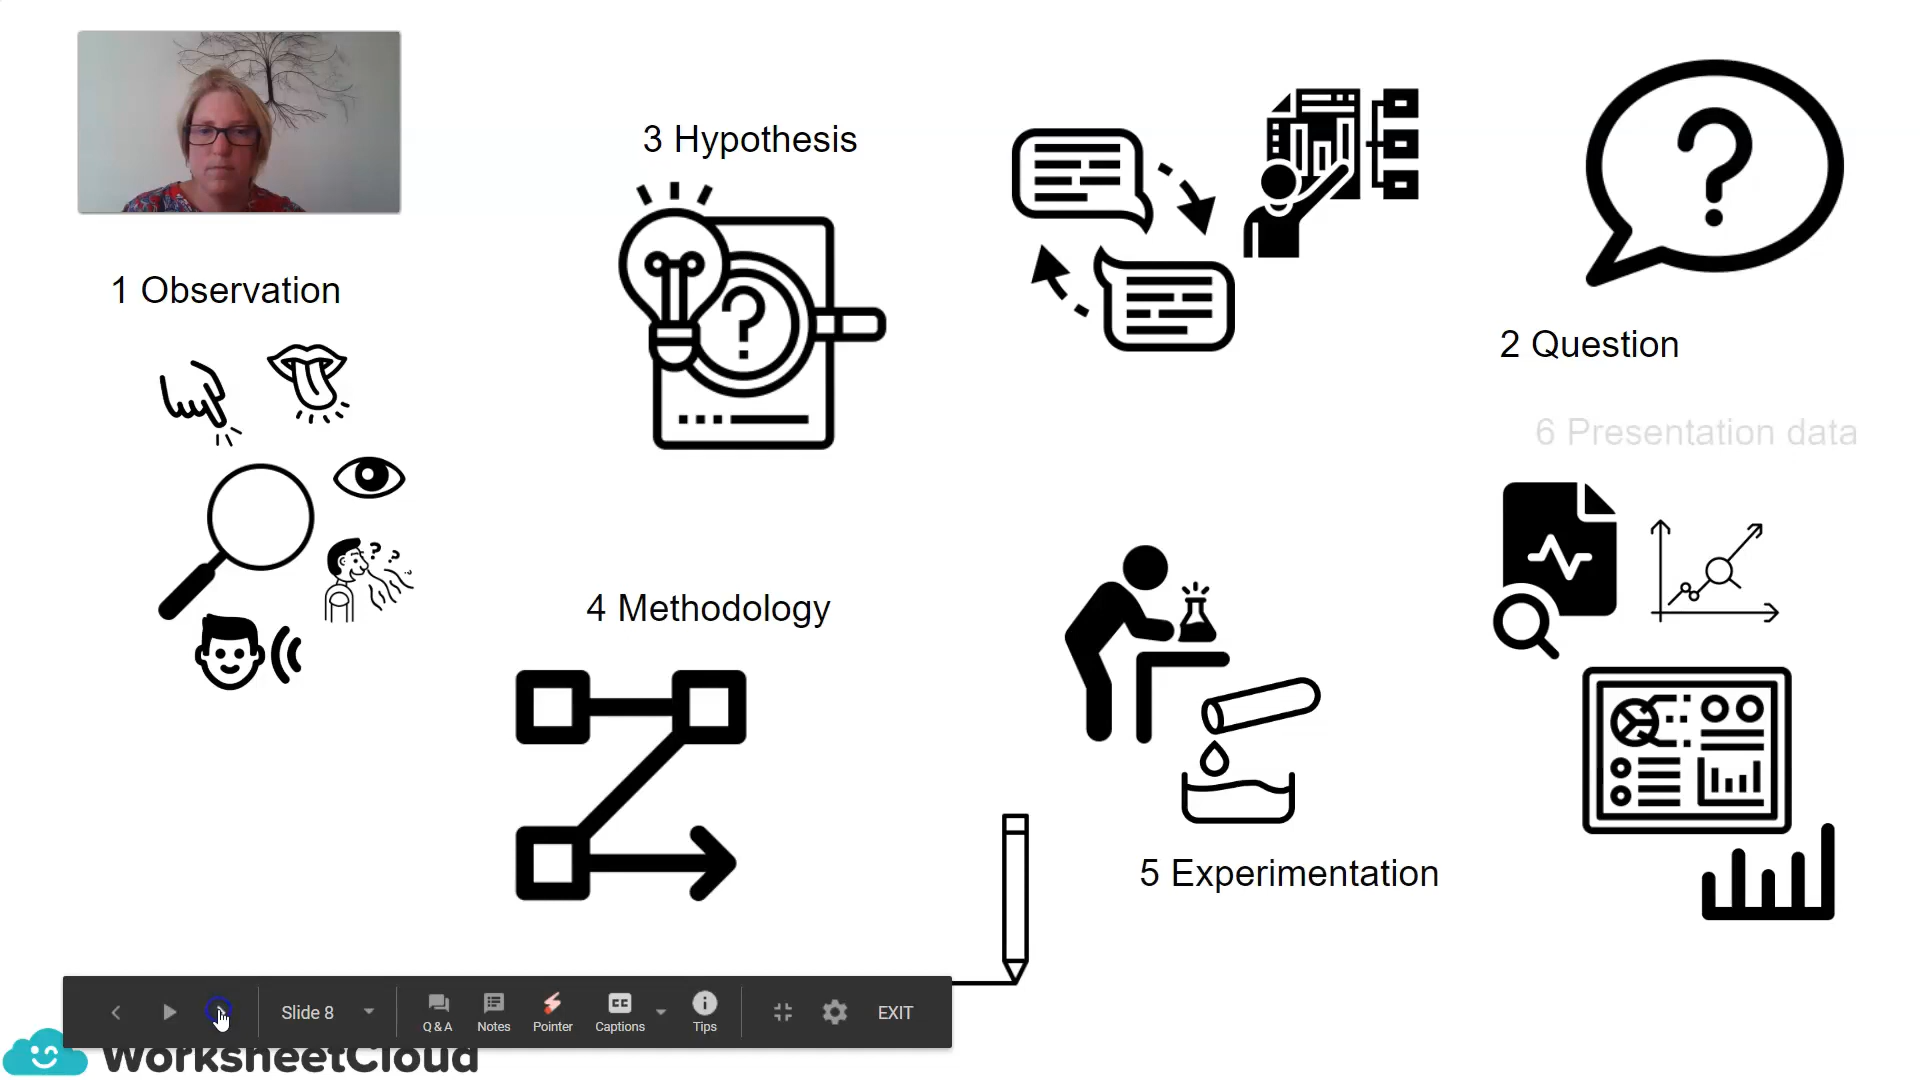 3 Hypothesis
1 Observation
2 Question
6 Presentation data
4 Methodology
5 Experimentation
Slide 8
Q & A
Notes
Pointer
CC
Captions
Tips
EXIT
WorksheetCloud